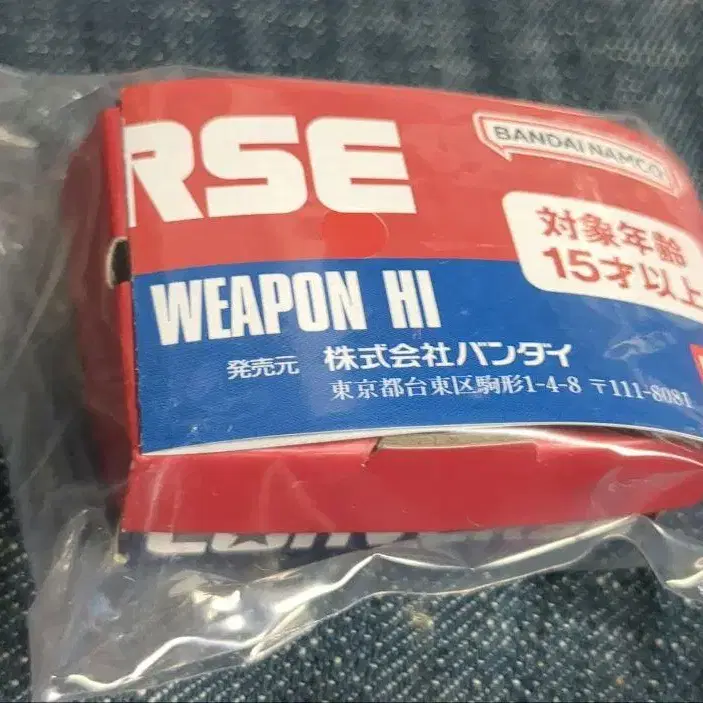 RSE
BANDAI NAMCO
対象年齢
15才以上
WEAPON HI
発売元 株式会社バンダイ
東京都台東区駒形1-4-8 〒111-8081